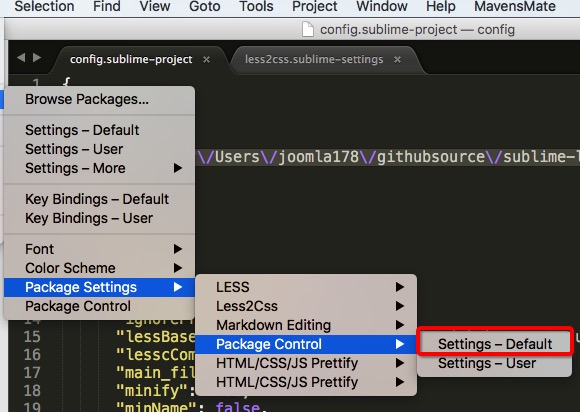 Selection Find View Goto Tools Project Window Help MavensMate
config.sublime-project — config
config.sublime-project × less2css.sublime-settings ×
1 {
Browse Packages...
Settings – Default
Settings – User
Settings – More
\/Users\/joomla178\/githubsource\/sublime-l
Key Bindings – Default
Key Bindings – User
Font
Color Scheme
Package Settings
Package Control
LESS
Less2Css
Markdown Editing
Package Control
HTML/CSS/JS Prettify
HTML/CSS/JS Prettify
Settings – Default
Settings – User
15 "lessBase
16 "lesscCom
17 "main_fil
18 "minify":
19 "minName": false,